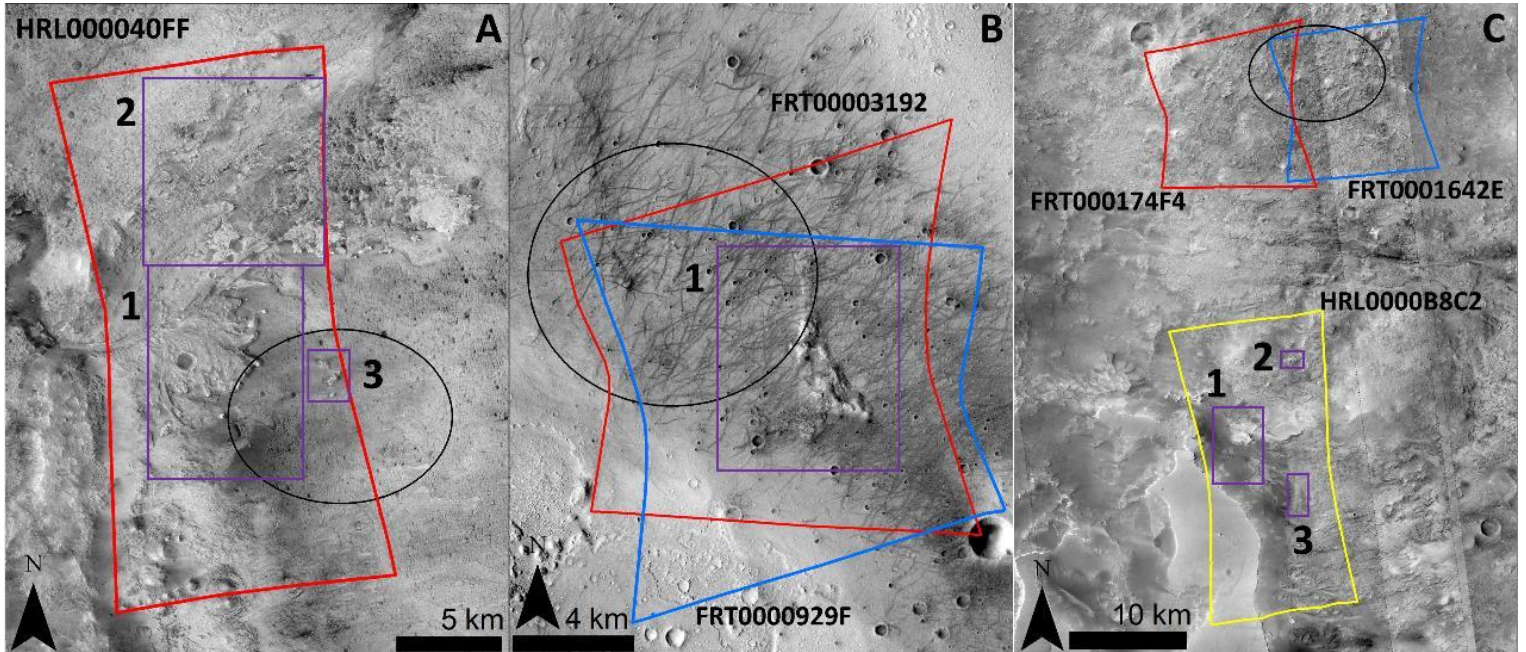 HRL000040FF
A
2
1
3
N
5 km
B
FRT00003192
1
N
4 km
FRT0000929F
C
FRT000174F4
FRT0001642E
HRL0000B8C2
1
2
3
N
10 km